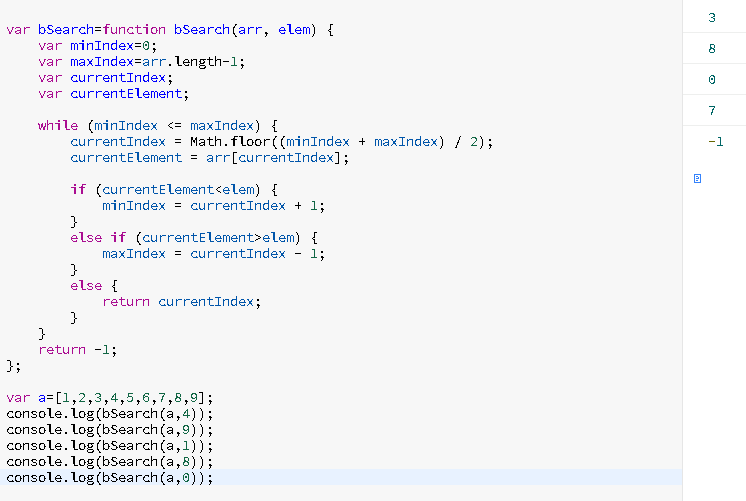 var bSearch=function bSearch(arr, elem) {
    var minIndex=0;
    var maxIndex=arr.length-1;
    var currentIndex;
    var currentElement;

    while (minIndex <= maxIndex) {
        currentIndex = Math.floor((minIndex + maxIndex) / 2);
        currentElement = arr[currentIndex];

        if (currentElement<elem) {
            minIndex = currentIndex + 1;
        }
        else if (currentElement>elem) {
            maxIndex = currentIndex - 1;
        }
        else {
            return currentIndex;
        }
    }
    return -1;
};

var a=[1,2,3,4,5,6,7,8,9];
console.log(bSearch(a,4));
console.log(bSearch(a,9));
console.log(bSearch(a,1));
console.log(bSearch(a,8));
console.log(bSearch(a,0));
3
8
0
7
-1